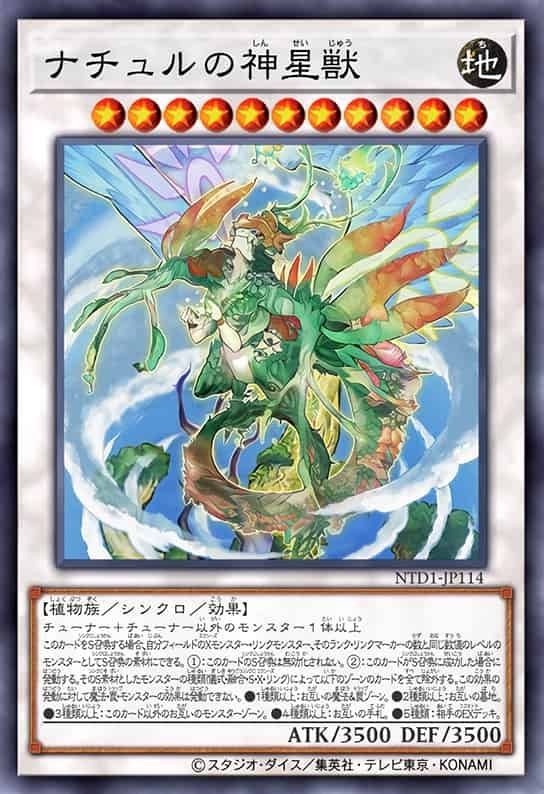 ナチュルの神星獣
しん せい じゅう
地
ち
NTD1-JP114
【植物族／シンクロ／効果】
チューナー＋チューナー以外のモンスター１体以上
このカードをS召喚する場合、自分フィールドのXモンスター・リンクモンスターを、そのランク・リンクマーカーの数と同じ数値のレベルの
モンスターとしてS召喚の素材にできる。①：このカードのS召喚は無効化されない。②：このカードがS召喚に成功した場合に
発動する。そのS素材としたモンスターの種類（儀式・融合・S・X・リンク）によって以下のゾーンのカードを全て除外する。この効果の
発動に対して魔法・罠・モンスターの効果は発動できない。●1種類以上：お互いの魔法＆罠ゾーン。●2種類以上：お互いの墓地。
●3種類以上：このカード以外のお互いのモンスターゾーン。●4種類以上：お互いの手札。●5種類：相手のEXデッキ。
ATK/3500 DEF/3500
©スタジオ・ダイス／集英社・テレビ東京・KONAMI